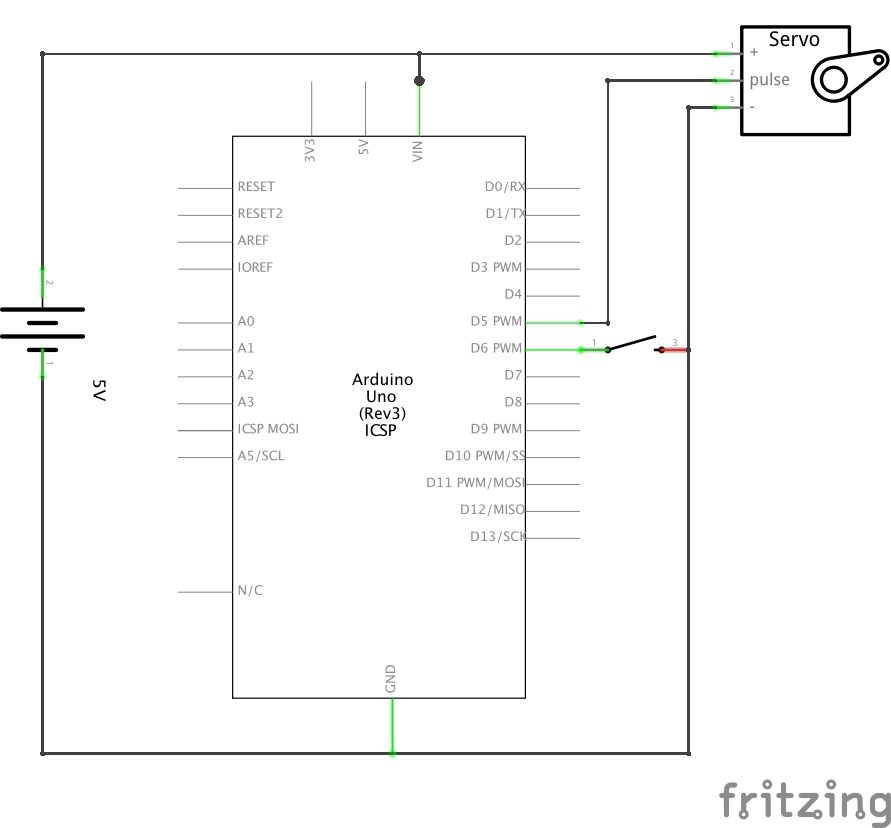 Servo
1
+
2
pulse
3
-
3V3
5V
VIN
RESET
D0/RX
RESET2
D1/TX
AREF
D2
IOREF
D3 PWM
2
D4
A0
D5 PWM
A1
D6 PWM
1
3
1
A2
D7
5V
Arduino
Uno
(Rev3)
ICSP
A3
D8
ICSP MOSI
D9 PWM
A5/SCL
D10 PWM/SS
D11 PWM/MOSI
D12/MISO
D13/SCK
N/C
GND
fritzing